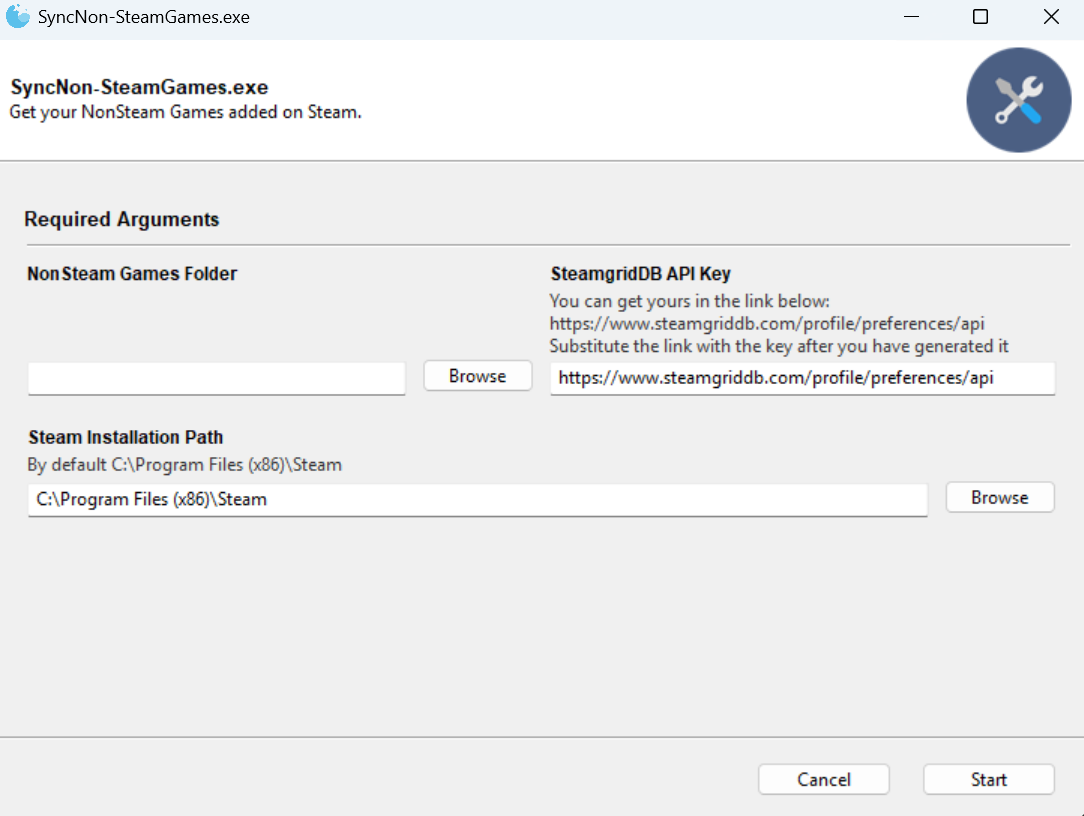 SyncNon-SteamGames.exe
SyncNon-SteamGames.exe
Get your NonSteam Games added on Steam.
Required Arguments
NonSteam Games Folder
Browse
SteamgridDB API Key
You can get yours in the link below:
https://www.steamgriddb.com/profile/preferences/api
Substitute the link with the key after you have generated it
https://www.steamgriddb.com/profile/preferences/api
Steam Installation Path
By default C:\Program Files (x86)\Steam
C:\Program Files (x86)\Steam
Browse
Cancel
Start